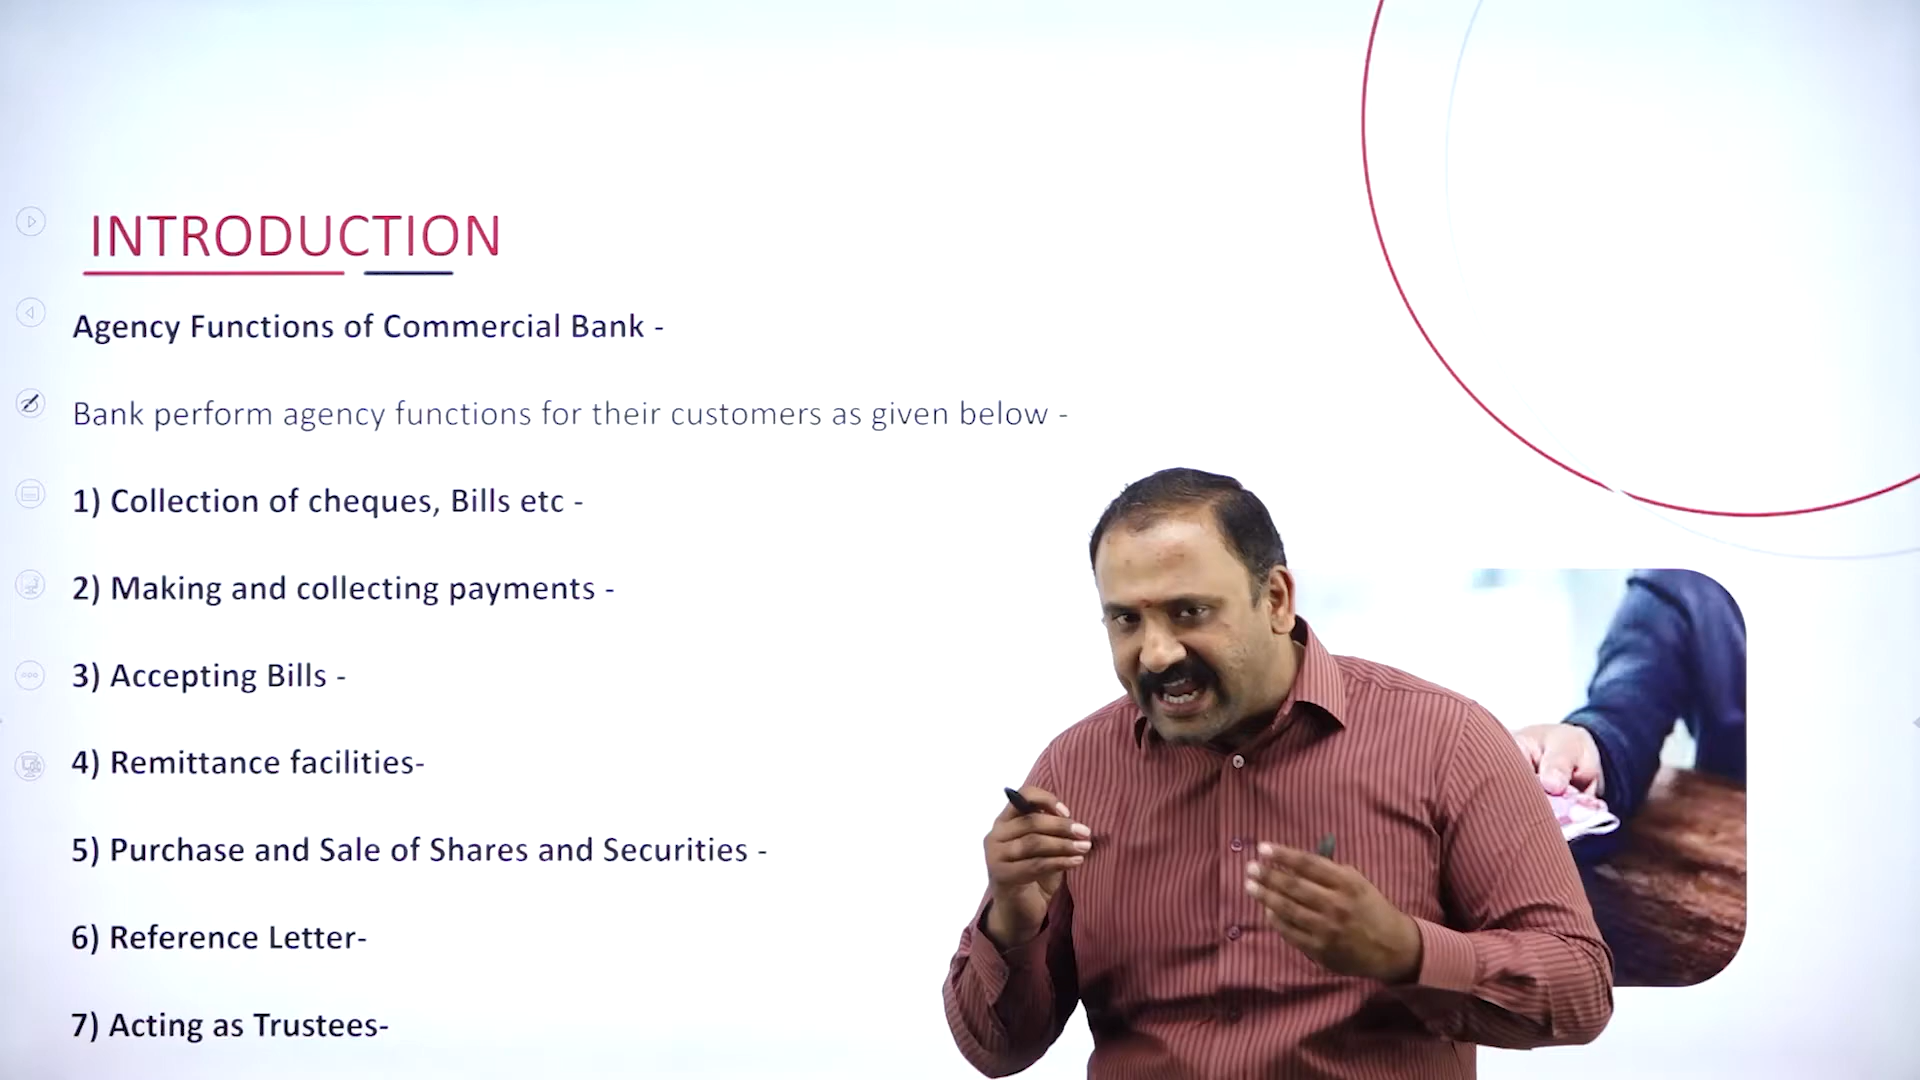 INTRODUCTION
Agency Functions of Commercial Bank -
Bank perform agency functions for their customers as given below -
1) Collection of cheques, Bills etc -
2) Making and collecting payments -
3) Accepting Bills -
4) Remittance facilities-
5) Purchase and Sale of Shares and Securities -
6) Reference Letter-
7) Acting as Trustees-